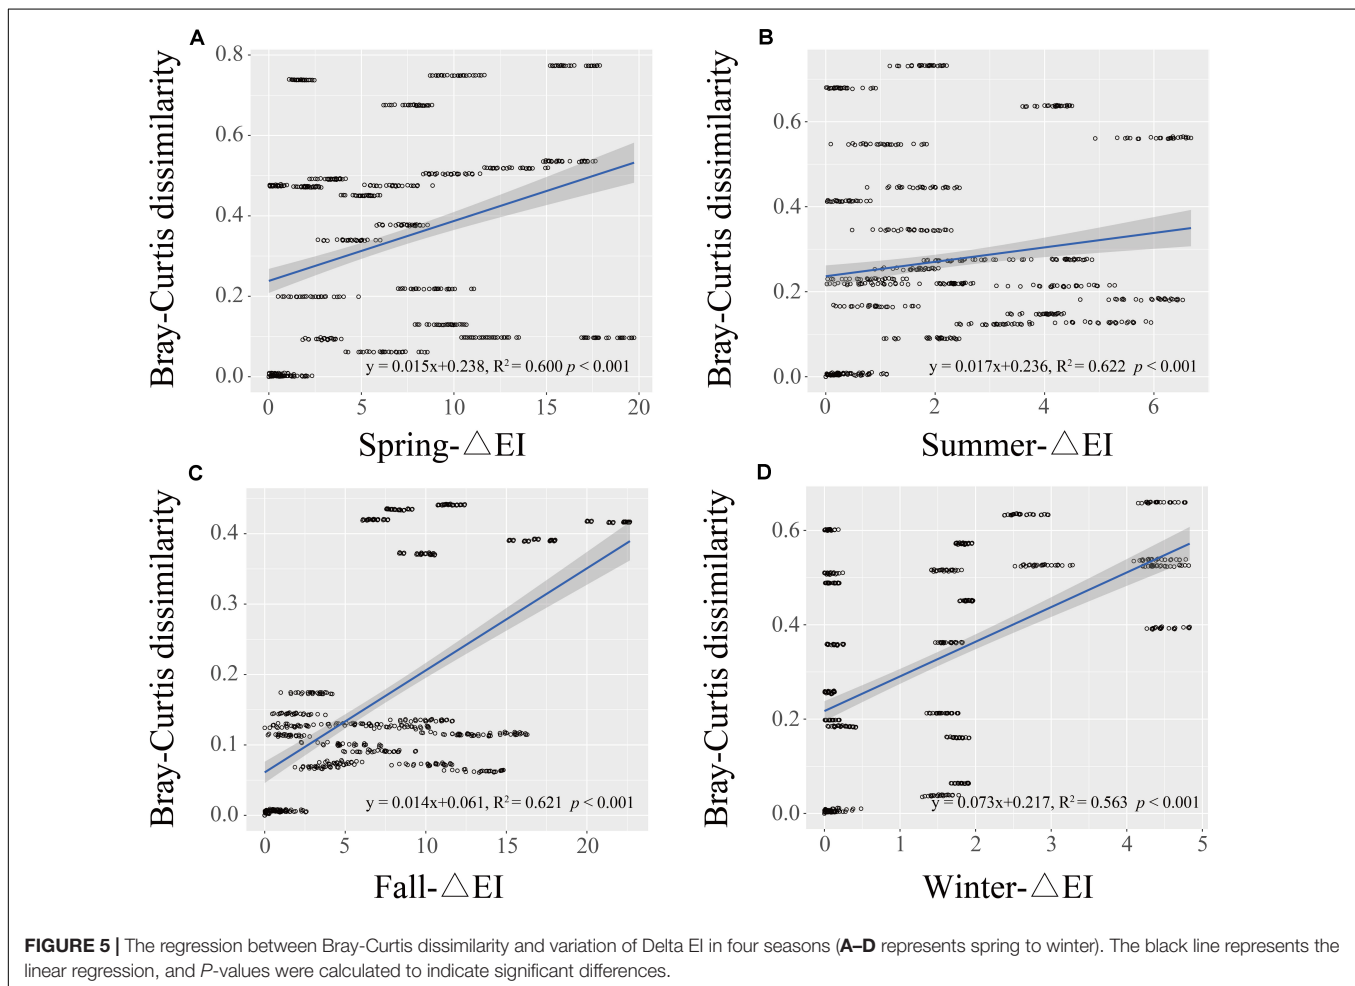 A
Bray-Curtis dissimilarity
0.8
0.6
0.4
0.2
0.0
y = 0.015x+0.238, R² = 0.600 p < 0.001
0 5 10 15 20
Spring-△EI
B
Bray-Curtis dissimilarity
0.6
0.4
0.2
0.0
y = 0.017x+0.236, R² = 0.622 p < 0.001
0 2 4 6
Summer-△EI
C
Bray-Curtis dissimilarity
0.4
0.3
0.2
0.1
0.0
y = 0.014x+0.061, R² = 0.621 p < 0.001
0 5 10 15 20
Fall-△EI
D
Bray-Curtis dissimilarity
0.6
0.4
0.2
0.0
y = 0.073x+0.217, R² = 0.563 p < 0.001
0 1 2 3 4 5
Winter-△EI
FIGURE 5 | The regression between Bray-Curtis dissimilarity and variation of Delta EI in four seasons (A–D represents spring to winter). The black line represents the
linear regression, and P-values were calculated to indicate significant differences.